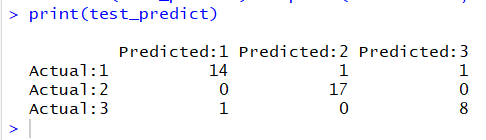 > print(test_predict)
Predicted:1 Predicted:2 Predicted:3
Actual:1 14 1 1
Actual:2 0 17 0
Actual:3 1 0 8
>